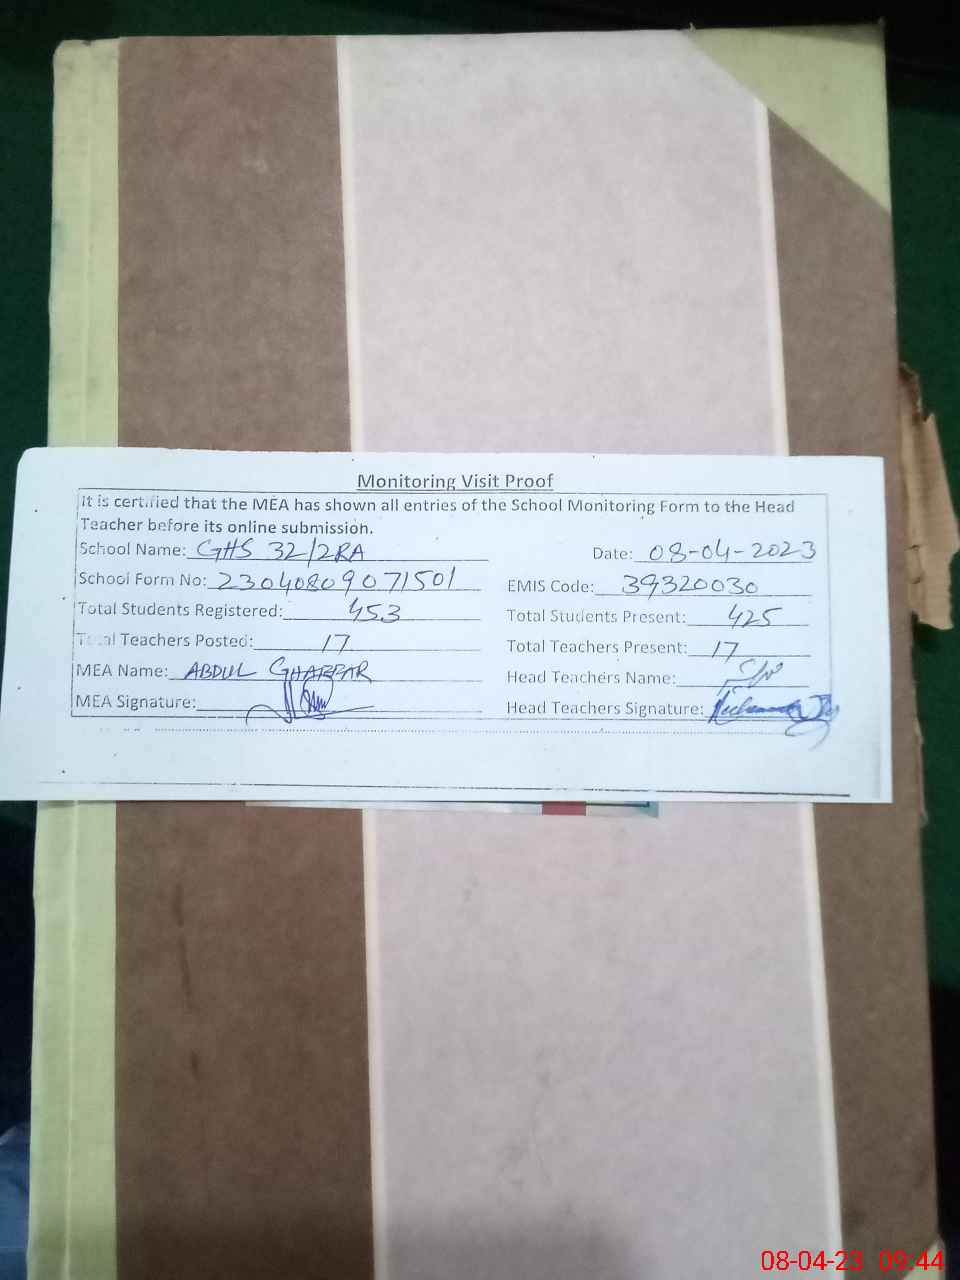 Monitoring Visit Proof
It is certified that the MEA has shown all entries of the School Monitoring Form to the Head
Teacher before its online submission.
School Name: GHS 32/2RA Date: 08-04-2023
School Form No: 23040809071501 EMIS Code: 39320030
Total Students Registered: 453 Total Students Present: 425
Total Teachers Posted: 17 Total Teachers Present: 17
MEA Name: ABDUL GHAFFAR Head Teachers Name:
MEA Signature: Head Teachers Signature:
08-04-23 09:44